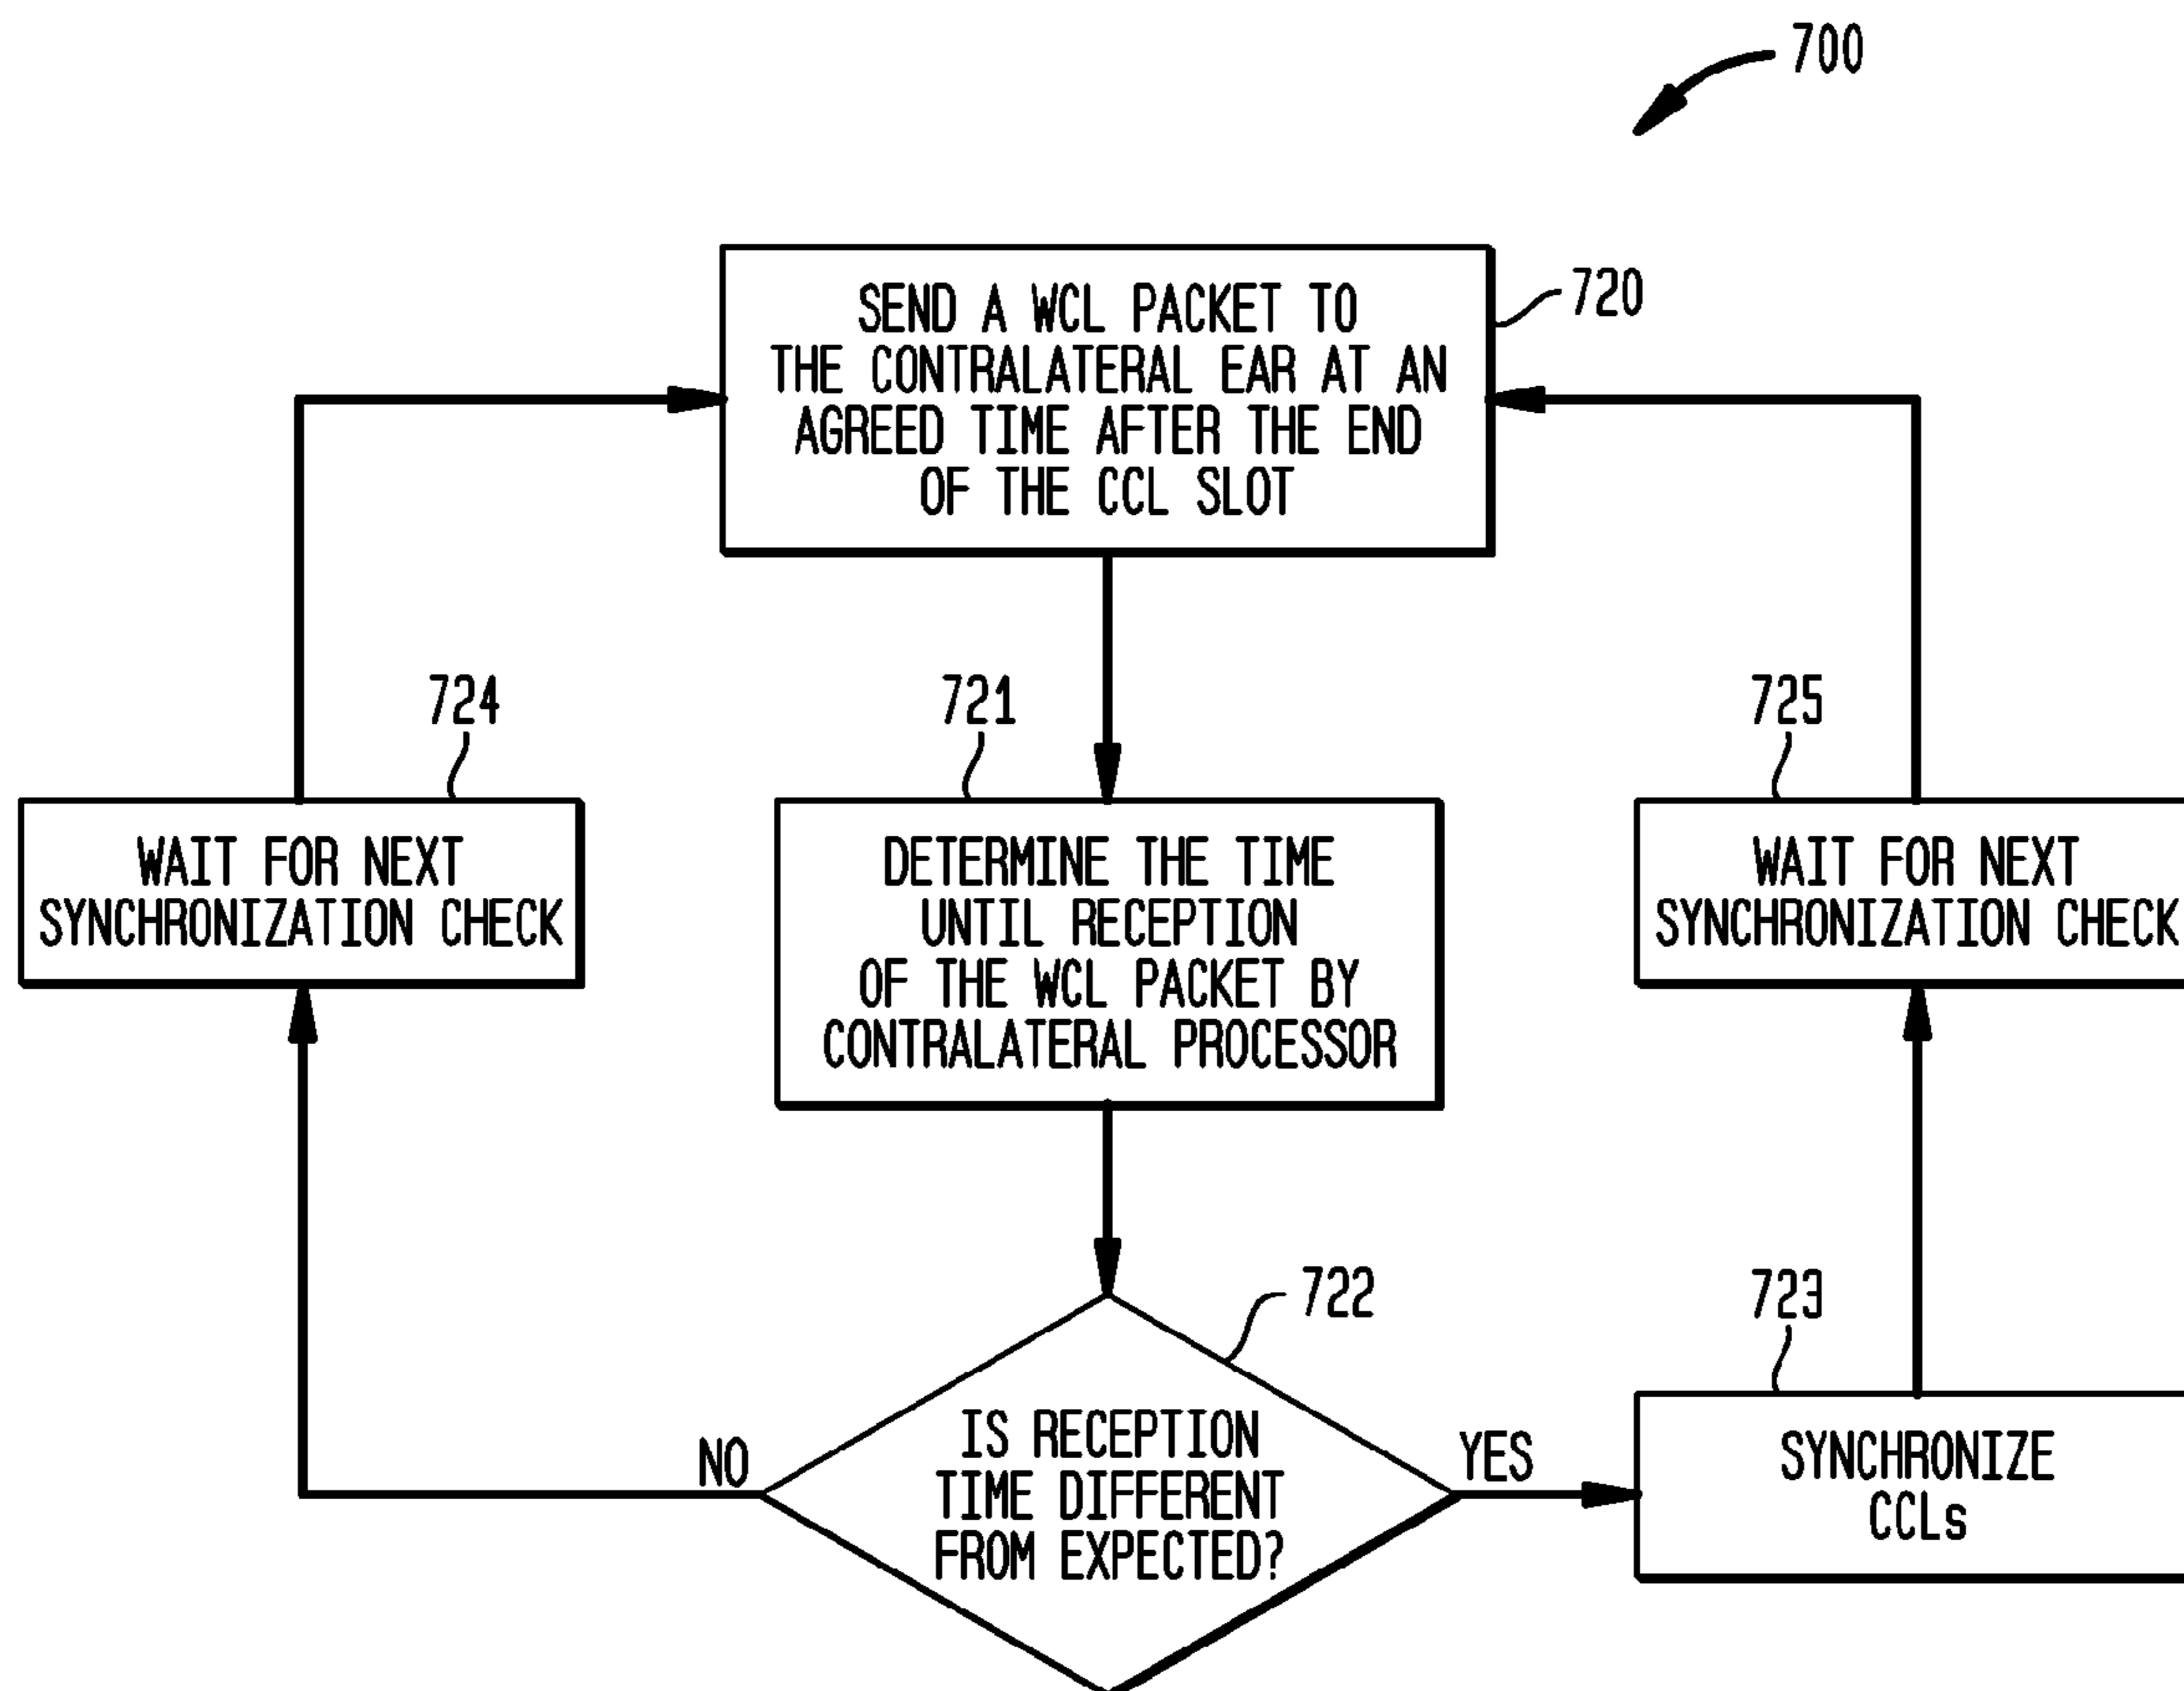 700
SEND A WCL PACKET TO
THE CONTRALATERAL EAR AT AN
AGREED TIME AFTER THE END
OF THE CCL SLOT
720
724
WAIT FOR NEXT
SYNCHRONIZATION CHECK
721
DETERMINE THE TIME
UNTIL RECEPTION
OF THE WCL PACKET BY
CONTRALATERAL PROCESSOR
725
WAIT FOR NEXT
SYNCHRONIZATION CHECK
722
IS RECEPTION
TIME DIFFERENT
FROM EXPECTED?
NO
YES
723
SYNCHRONIZE
CCLs